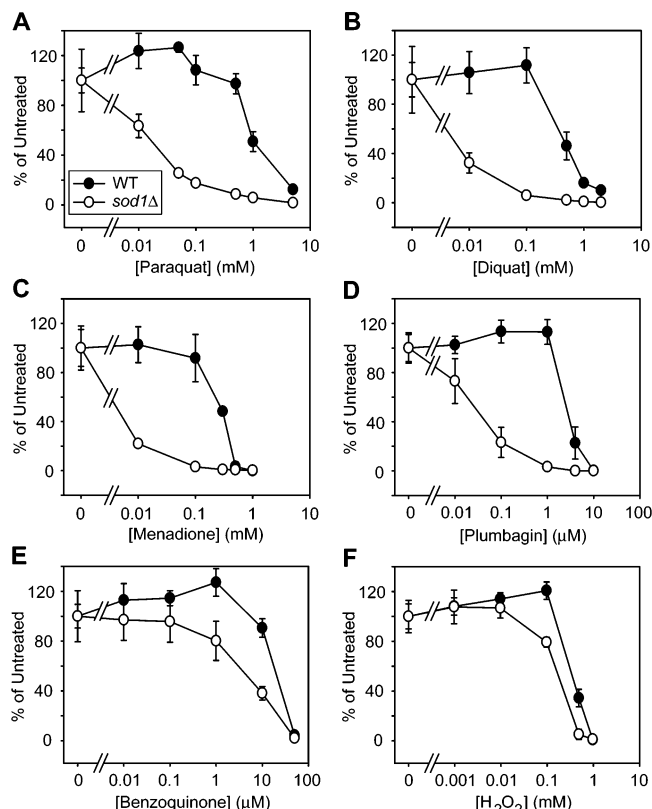 A
% of Untreated
120
80
40
0
WT
sod1Δ
0 0.01 0.1 1 10
[Paraquat] (mM)
B
% of Untreated
120
80
40
0
0 0.01 0.1 1 10
[Diquat] (mM)
C
% of Untreated
120
80
40
0
0 0.01 0.1 1 10
[Menadione] (mM)
D
% of Untreated
120
80
40
0
0 0.01 0.1 1 10 100
[Plumbagin] (μM)
E
% of Untreated
120
80
40
0
0 0.01 0.1 1 10 100
[Benzoquinone] (μM)
F
% of Untreated
120
80
40
0
0 0.001 0.01 0.1 1 10
[H2O2] (mM)